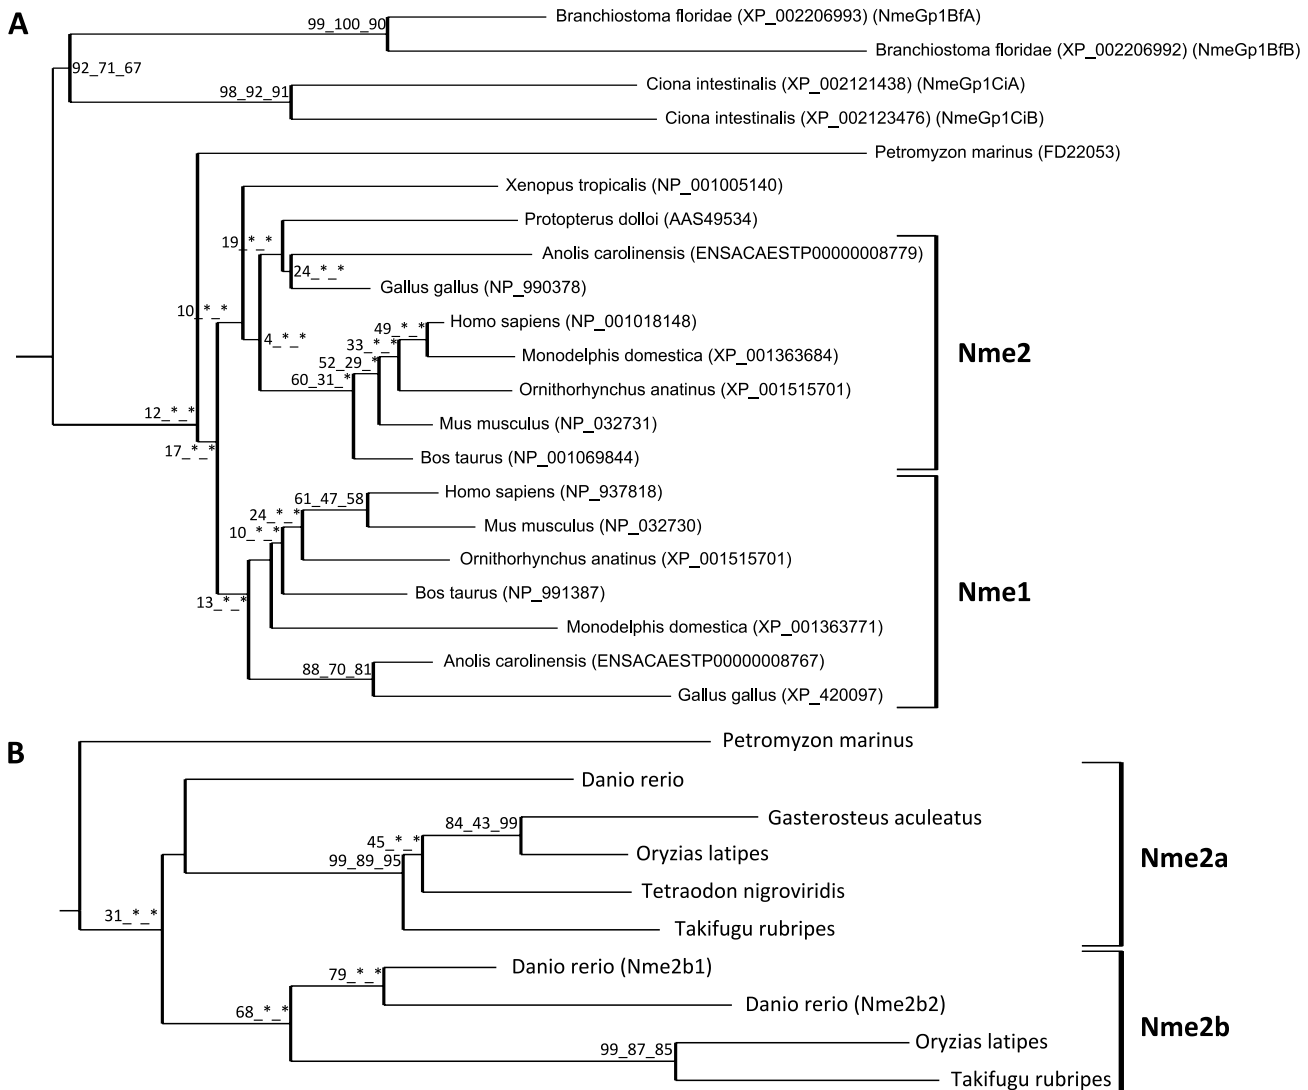 A
Branchiostoma floridae (XP_002206993) (NmeGp1BfA)
99_100_90
Branchiostoma floridae (XP_002206992) (NmeGp1BfB)
92_71_67
Ciona intestinalis (XP_002121438) (NmeGp1CiA)
98_92_91
Ciona intestinalis (XP_002123476) (NmeGp1CiB)
Petromyzon marinus (FD22053)
Xenopus tropicalis (NP_001005140)
Protopterus dolloi (AAS49534)
19_*_*
Anolis carolinensis (ENSACAESTP00000008779)
24_*_*
Gallus gallus (NP_990378)
10_*_*
Homo sapiens (NP_001018148)
49_*_*
4_*_*
33_*_*
Monodelphis domestica (XP_001363684)
Nme2
52_29_*
60_31_*
Ornithorhynchus anatinus (XP_001515701)
12_*_*
Mus musculus (NP_032731)
17_*_*
Bos taurus (NP_001069844)
Homo sapiens (NP_937818)
61_47_58
24_*_*
Mus musculus (NP_032730)
10_*_*
Ornithorhynchus anatinus (XP_001515701)
Nme1
Bos taurus (NP_991387)
13_*_*
Monodelphis domestica (XP_001363771)
Anolis carolinensis (ENSACAESTP00000008767)
88_70_81
Gallus gallus (XP_420097)
B
Petromyzon marinus
Danio rerio
Gasterosteus aculeatus
84_43_99
45_*_*
Oryzias latipes
99_89_95
Nme2a
Tetraodon nigroviridis
31_*_*
Takifugu rubripes
Danio rerio (Nme2b1)
79_*_*
Danio rerio (Nme2b2)
68_*_*
Nme2b
Oryzias latipes
99_87_85
Takifugu rubripes